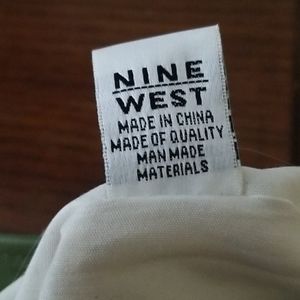 NINE
WEST
MADE IN CHINA
MADE OF QUALITY
MAN MADE
MATERIALS